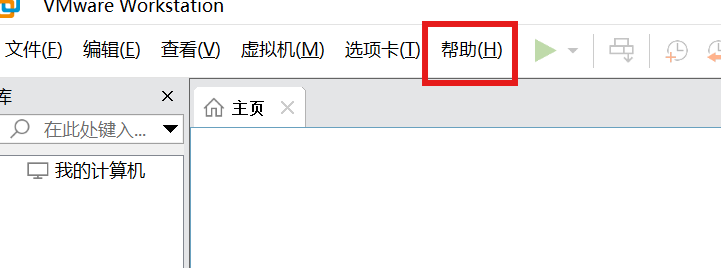 VMware Workstation
文件(F) 编辑(E) 查看(V) 虚拟机(M) 选项卡(T) 帮助(H)
库
主页
在此处键入...
我的计算机